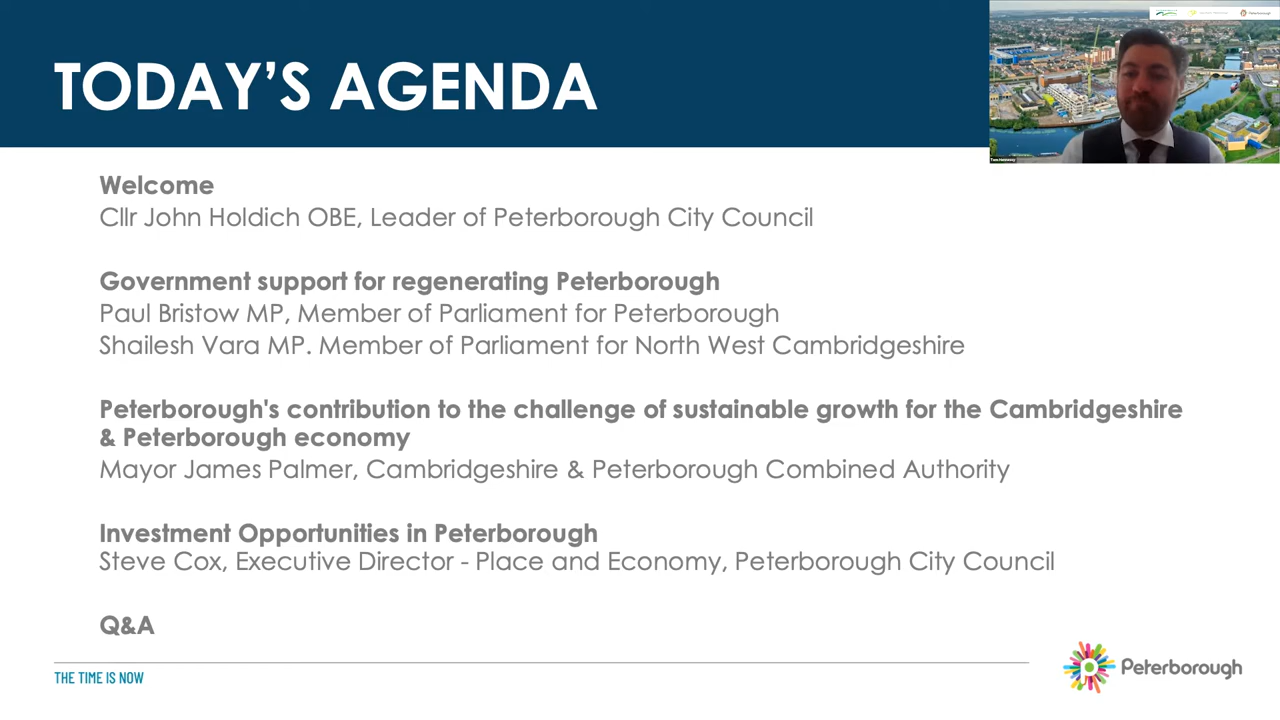 TODAY'S AGENDA
Peterborough
Tom Hennessy
Welcome
Cllr John Holdich OBE, Leader of Peterborough City Council
Government support for regenerating Peterborough
Paul Bristow MP, Member of Parliament for Peterborough
Shailesh Vara MP. Member of Parliament for North West Cambridgeshire
Peterborough's contribution to the challenge of sustainable growth for the Cambridgeshire
& Peterborough economy
Mayor James Palmer, Cambridgeshire & Peterborough Combined Authority
Investment Opportunities in Peterborough
Steve Cox, Executive Director - Place and Economy, Peterborough City Council
Q&A
THE TIME IS NOW
Peterborough